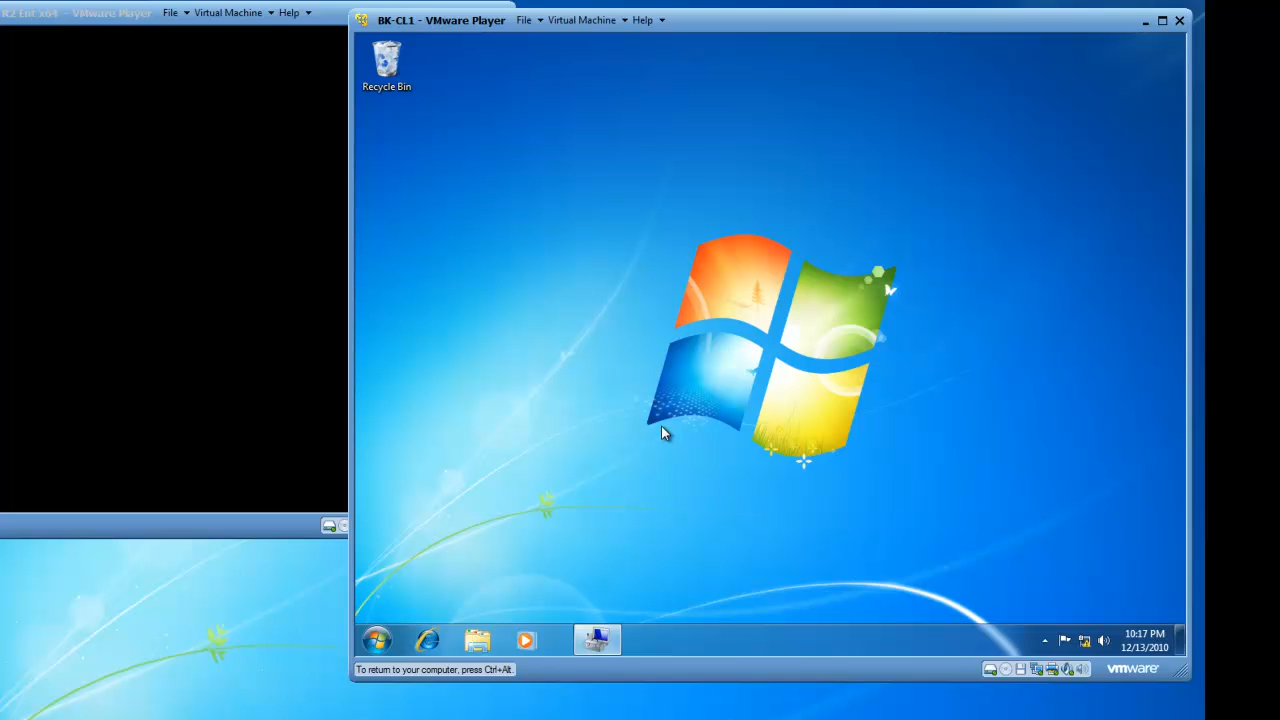 R2 Ent x64 - VMware Player File Virtual Machine Help
BK-CL1 - VMware Player File Virtual Machine Help
Recycle Bin
10:17 PM
12/13/2010
To return to your computer, press Ctrl+Alt.
vmware